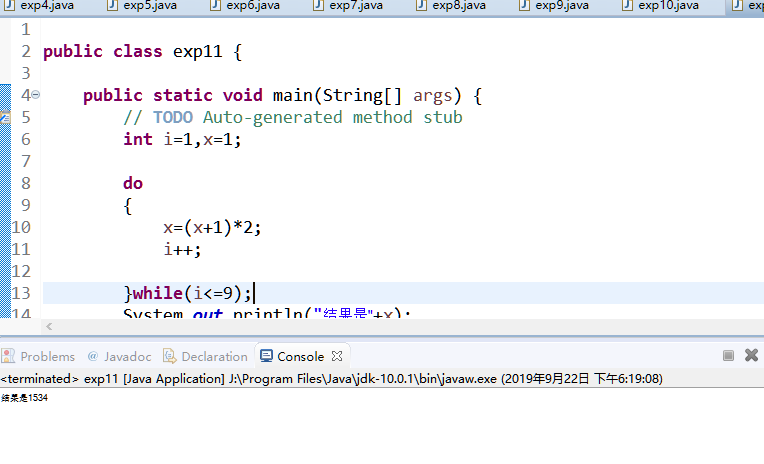 exp4.java exp5.java exp6.java exp7.java exp8.java exp9.java exp10.java
1
2 public class exp11 {
3
4 public static void main(String[] args) {
5 // TODO Auto-generated method stub
6 int i=1,x=1;
7
8 do
9 {
10 x=(x+1)*2;
11 i++;
12
13 }while(i<=9);
14 System.out.println("结果是"+x);
Problems @ Javadoc Declaration Console
<terminated> exp11 [Java Application] J:\Program Files\Java\jdk-10.0.1\bin\javaw.exe (2019年9月22日 下午6:19:08)
结果是1534